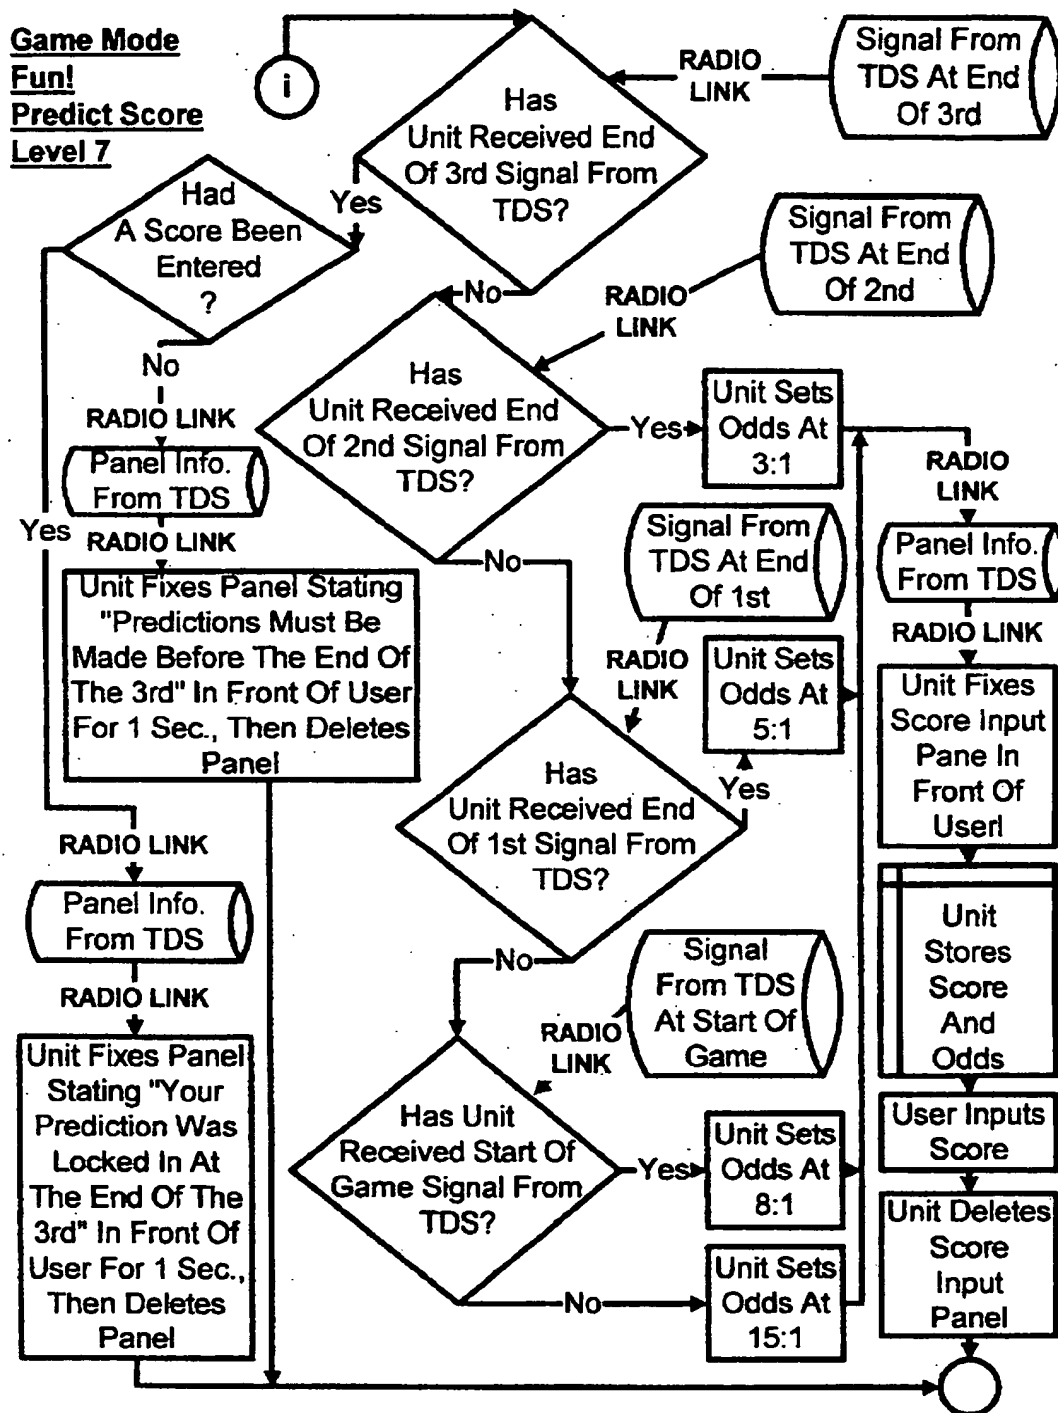 Game Mode
Fun!
Predict Score
Level 7
i
Has
Unit Received End
Of 3rd Signal From
TDS?
RADIO
LINK
Signal From
TDS At End
Of 3rd
Yes
Had
A Score Been
Entered
?
No
Signal From
TDS At End
Of 2nd
RADIO
LINK
Has
Unit Received End
Of 2nd Signal From
TDS?
Yes
Unit Sets
Odds At
3:1
No
RADIO LINK
Panel Info.
From TDS
RADIO LINK
Unit Fixes Panel Stating
"Predictions Must Be
Made Before The End Of
The 3rd" In Front Of User
For 1 Sec., Then Deletes
Panel
Yes
No
Signal From
TDS At End
Of 1st
RADIO
LINK
Unit Sets
Odds At
5:1
Yes
Has
Unit Received End
Of 1st Signal From
TDS?
RADIO
LINK
Panel Info.
From TDS
RADIO LINK
Unit Fixes
Score Input
Pane In
Front Of
Userl
Unit
Stores
Score
And
Odds
User Inputs
Score
Unit Deletes
Score
Input
Panel
RADIO LINK
Panel Info.
From TDS
RADIO LINK
Unit Fixes Panel
Stating "Your
Prediction Was
Locked In At
The End Of The
3rd" In Front Of
User For 1 Sec.,
Then Deletes
Panel
No
Signal
From TDS
At Start Of
Game
RADIO
LINK
Has Unit
Received Start Of
Game Signal From
TDS?
Yes
Unit Sets
Odds At
8:1
No
Unit Sets
Odds At
15:1